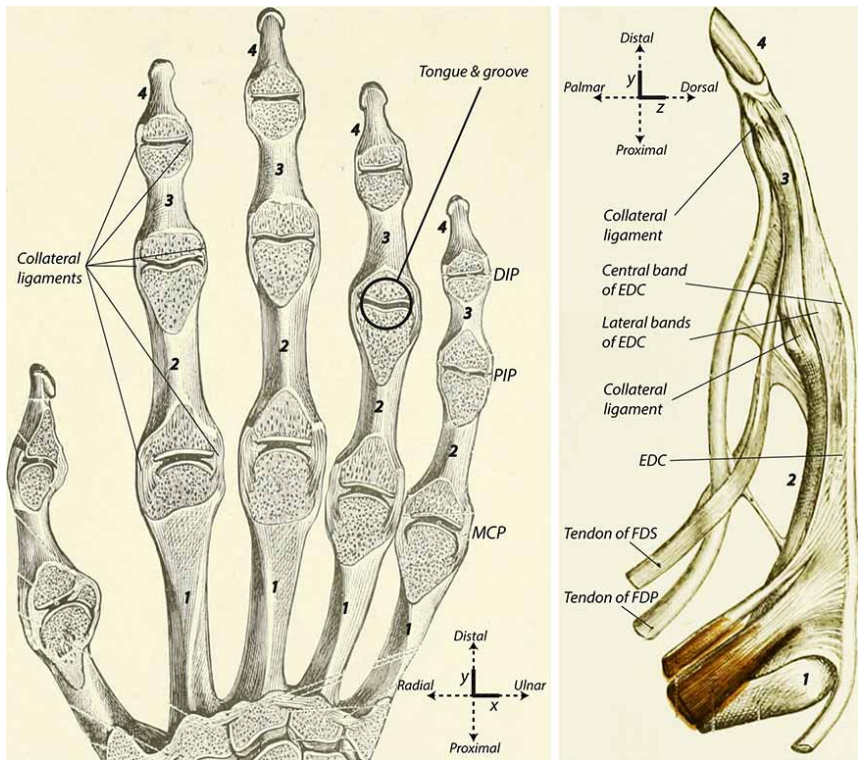 4
4
Tongue & groove
4
4
3
3
3
3
Collateral
ligaments
DIP
2
2
2
2
PIP
MCP
1
1
1
1
Distal
y
Radial
Ulnar
x
Proximal
Distal
4
y
Palmar
Dorsal
z
Proximal
3
Collateral
ligament
Central band
of EDC
Lateral bands
of EDC
Collateral
ligament
EDC
2
Tendon of FDS
Tendon of FDP
1